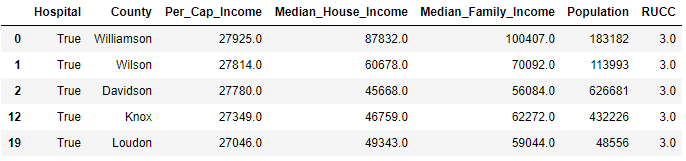 Hospital County Per_Cap_Income Median_House_Income Median_Family_Income Population RUCC
0 True Williamson 27925.0 87832.0 100407.0 183182 3.0
1 True Wilson 27814.0 60678.0 70092.0 113993 3.0
2 True Davidson 27780.0 45668.0 56084.0 626681 3.0
12 True Knox 27349.0 46759.0 62272.0 432226 3.0
19 True Loudon 27046.0 49343.0 59044.0 48556 3.0